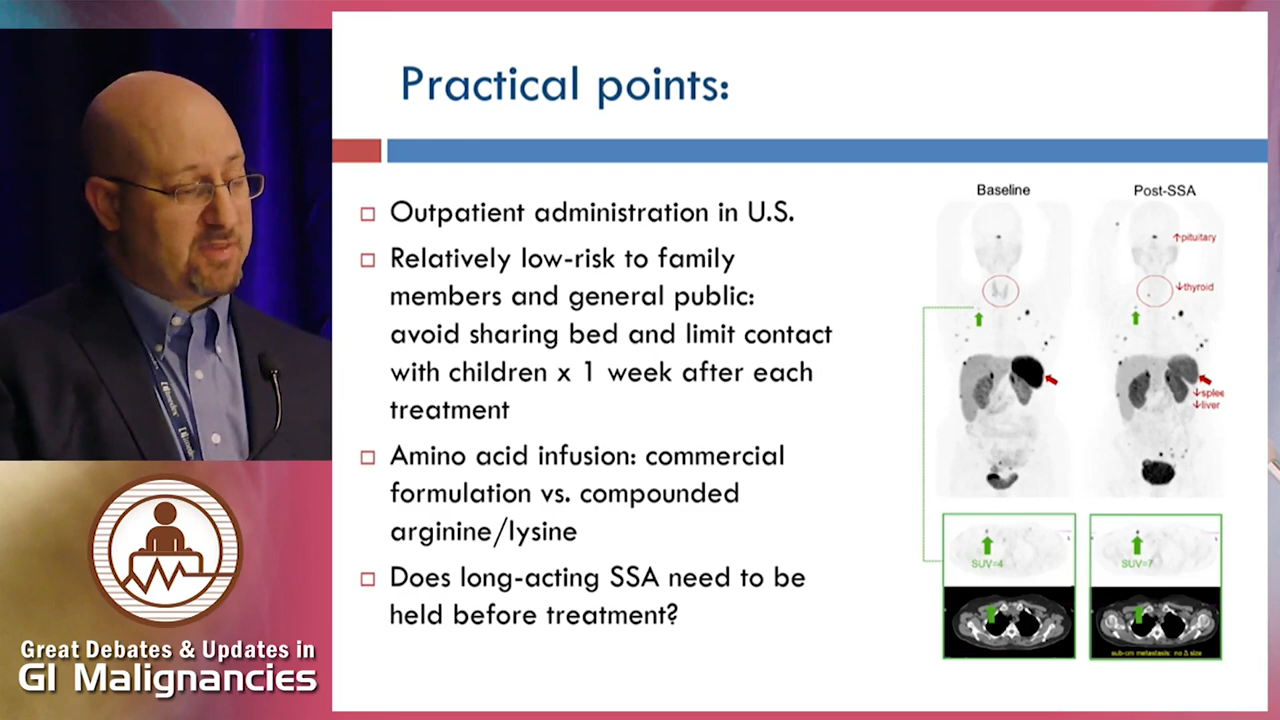 Practical points:
Outpatient administration in U.S.
Relatively low-risk to family
members and general public:
avoid sharing bed and limit contact
with children x 1 week after each
treatment
Amino acid infusion: commercial
formulation vs. compounded
arginine/lysine
Does long-acting SSA need to be
held before treatment?
Baseline
Post-SSA
↑pituitary
↓thyroid
↓splee
↓liver
SUV=4
SUV=7
sub-cm metastasis: no Δ size
Great Debates & Updates in
GI Malignancies